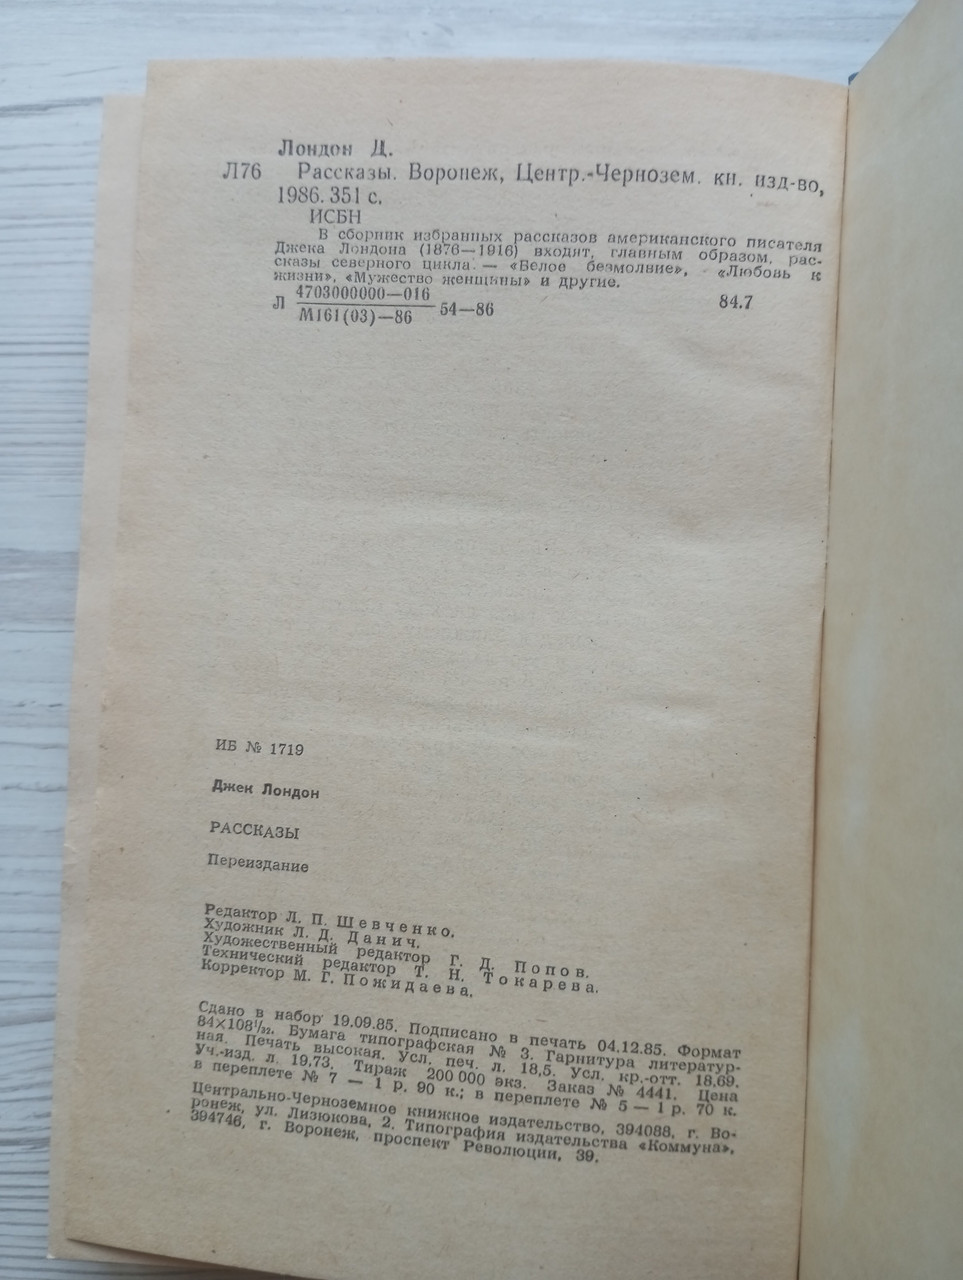 Лондон Д.
Л76 Рассказы. Воронеж, Центр.-Чернозем. кн. изд-во,
1986. 351 с.
ИСБН
В сборник избранных рассказов американского писателя
Джека Лондона (1876—1916) входят, главным образом, рас-
сказы северного цикла — «Белое безмолвие», «Любовь к
жизни», «Мужество женщины» и другие.
Л 4703000000—016
М161(03)—86 54—86 84.7
ИБ № 1719
Джек Лондон
РАССКАЗЫ
Переиздание
Редактор Л. П. Шевченко.
Художник Л. Д. Данич.
Художественный редактор Г. Д. Попов.
Технический редактор Т. Н. Токарева.
Корректор М. Г. Пожидаева.
Сдано в набор 19.09.85. Подписано в печать 04.12.85. Формат
84×108¹/₃₂. Бумага типографская № 3. Гарнитура литератур-
ная. Печать высокая. Усл. печ. л. 18,5. Усл. кр.-отт. 18,69.
Уч.-изд. л. 19,73. Тираж 200 000 экз. Заказ № 4441. Цена
в переплете № 7 — 1 р. 90 к.; в переплете № 5 — 1 р. 70 к.
Центрально-Черноземное книжное издательство, 394088, г. Во-
ронеж, ул. Лизюкова, 2. Типография издательства «Коммуна»,
394746, г. Воронеж, проспект Революции, 39.